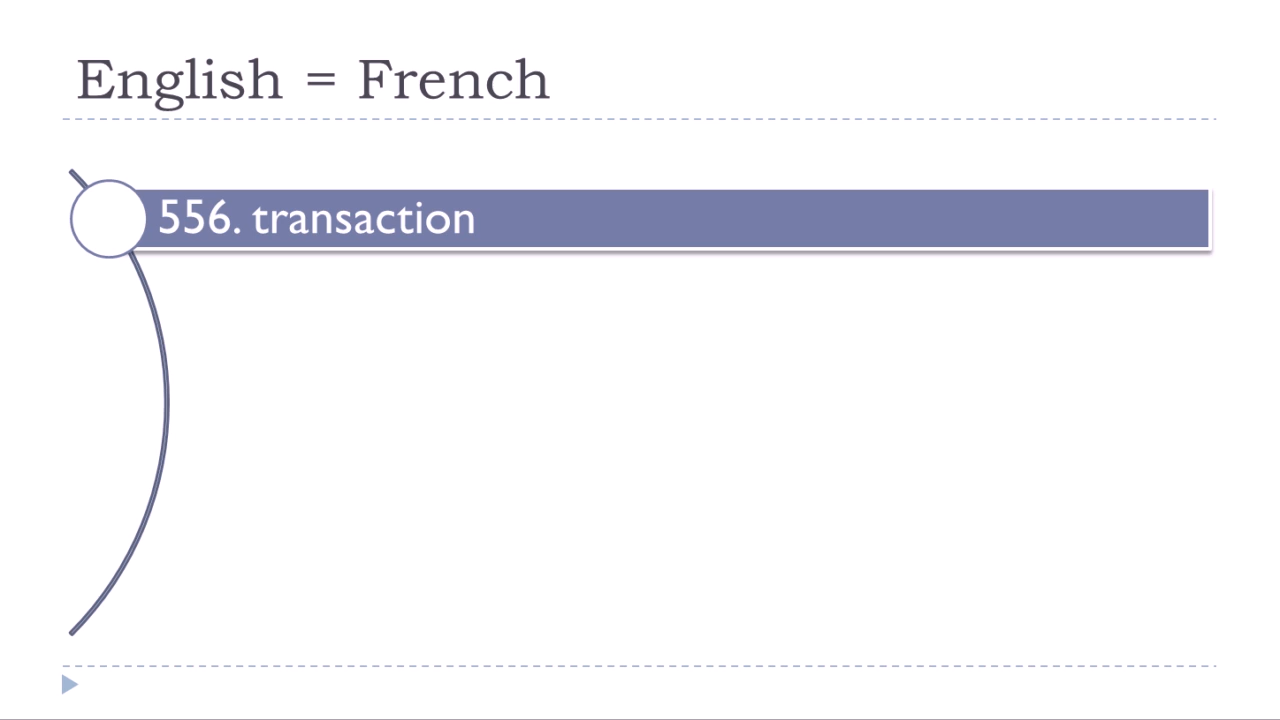 English = French
556. transaction